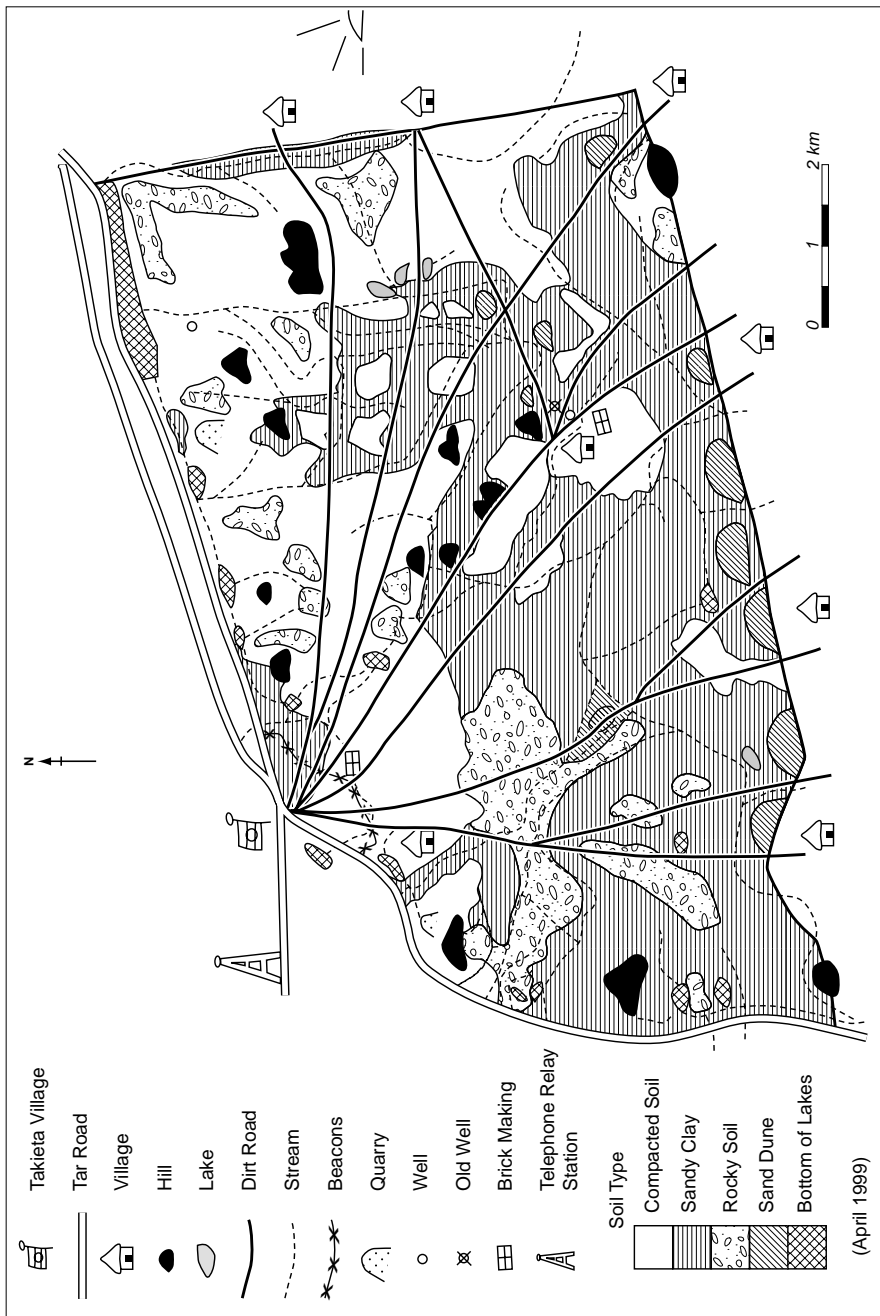 N
0 1 2 km
Takieta Village
Tar Road
Village
Hill
Lake
Dirt Road
Stream
Beacons
Quarry
Well
Old Well
Brick Making
Telephone Relay
Station
Soil Type
Compacted Soil
Sandy Clay
Rocky Soil
Sand Dune
Bottom of Lakes
(April 1999)